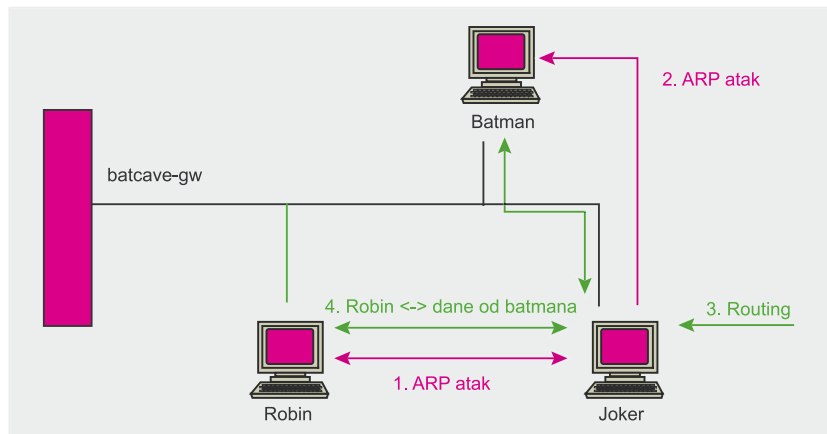 2. ARP atak
Batman
batcave-gw
4. Robin <-> dane od batmana
3. Routing
1. ARP atak
Robin
Joker